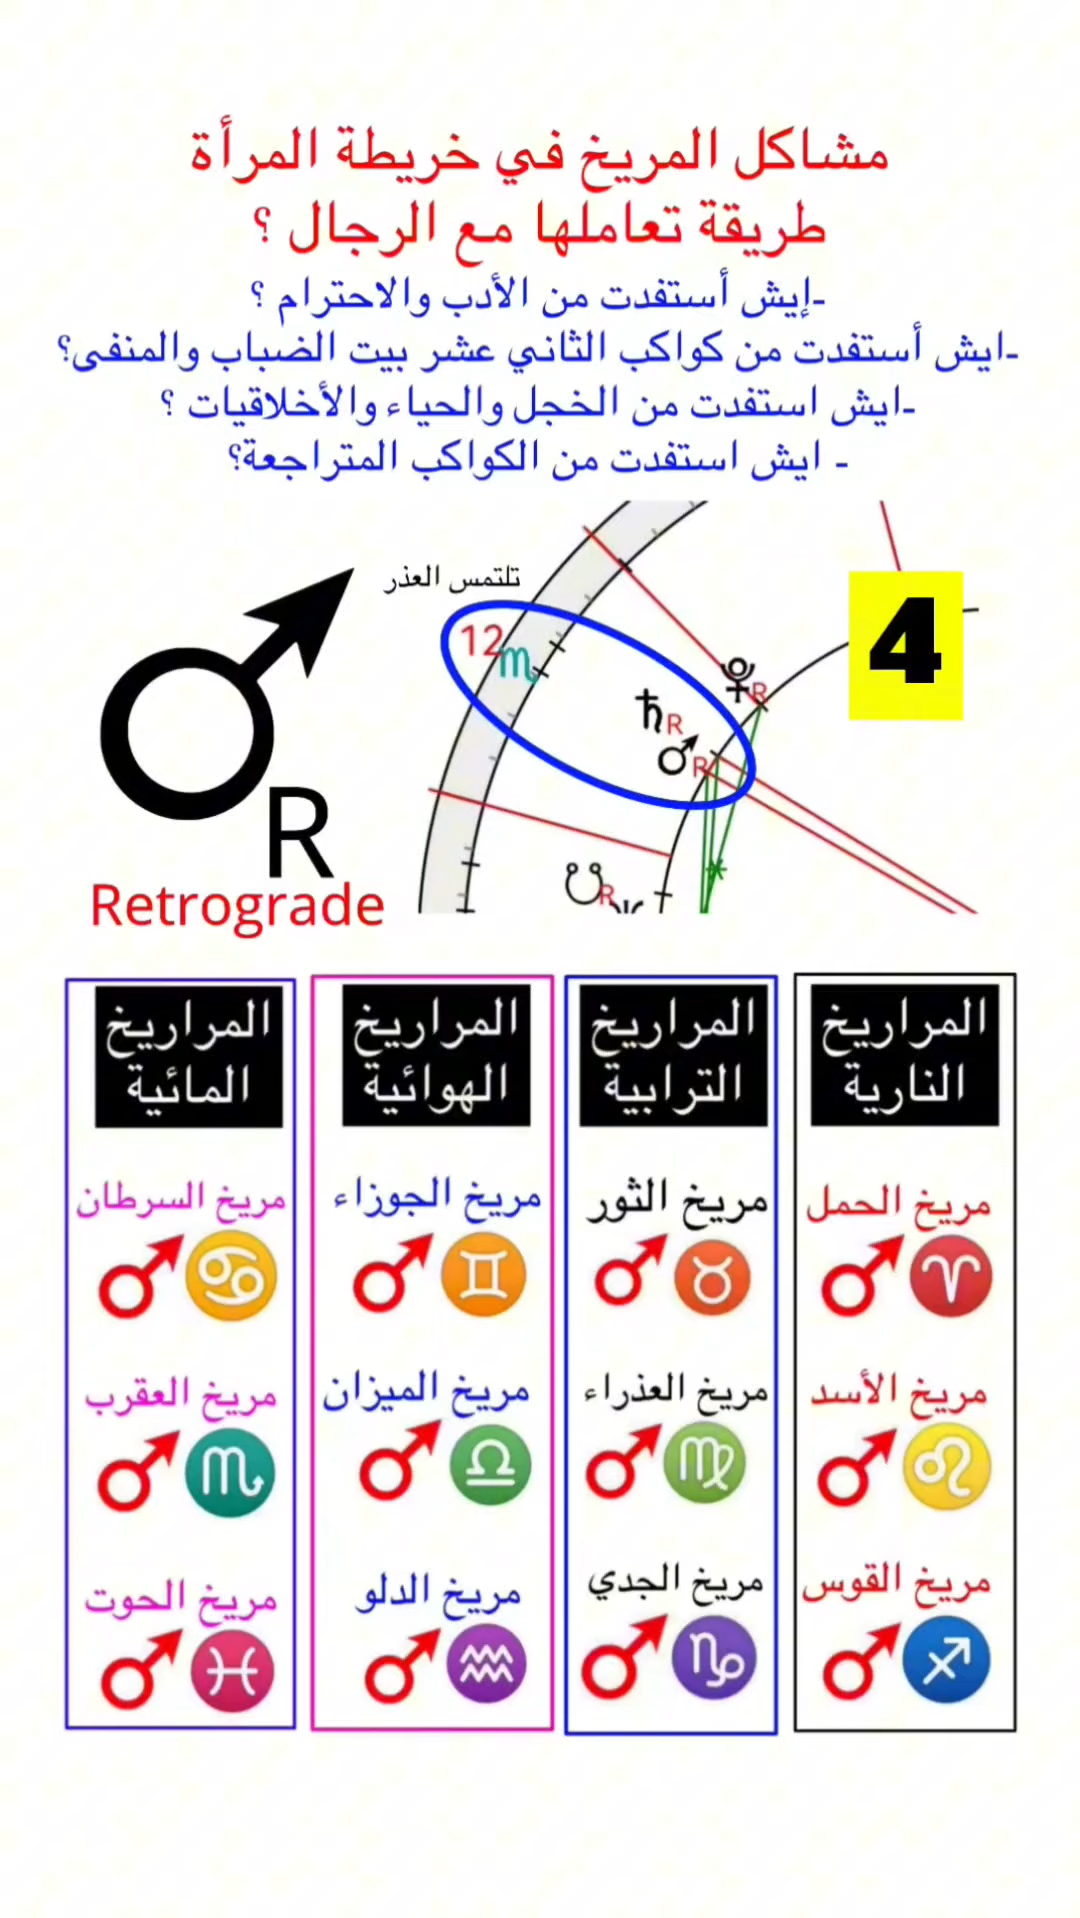 مشاكل المريخ في خريطة المرأة
طريقة تعاملها مع الرجال ؟
-إيش أستفدت من الأدب والاحترام ؟
-ايش أستفدت من كواكب الثاني عشر بيت الضباب والمنفى؟
-ايش استفدت من الخجل والحياء والأخلاقيات ؟
- ايش استفدت من الكواكب المتراجعة؟
تلتمس العذر
12
R
R
R
R
4
R
Retrograde
المراريخ النارية
مريخ الحمل
مريخ الأسد
مريخ القوس
المراريخ الترابية
مريخ الثور
مريخ العذراء
مريخ الجدي
المراريخ الهوائية
مريخ الجوزاء
مريخ الميزان
مريخ الدلو
المراريخ المائية
مريخ السرطان
مريخ العقرب
مريخ الحوت